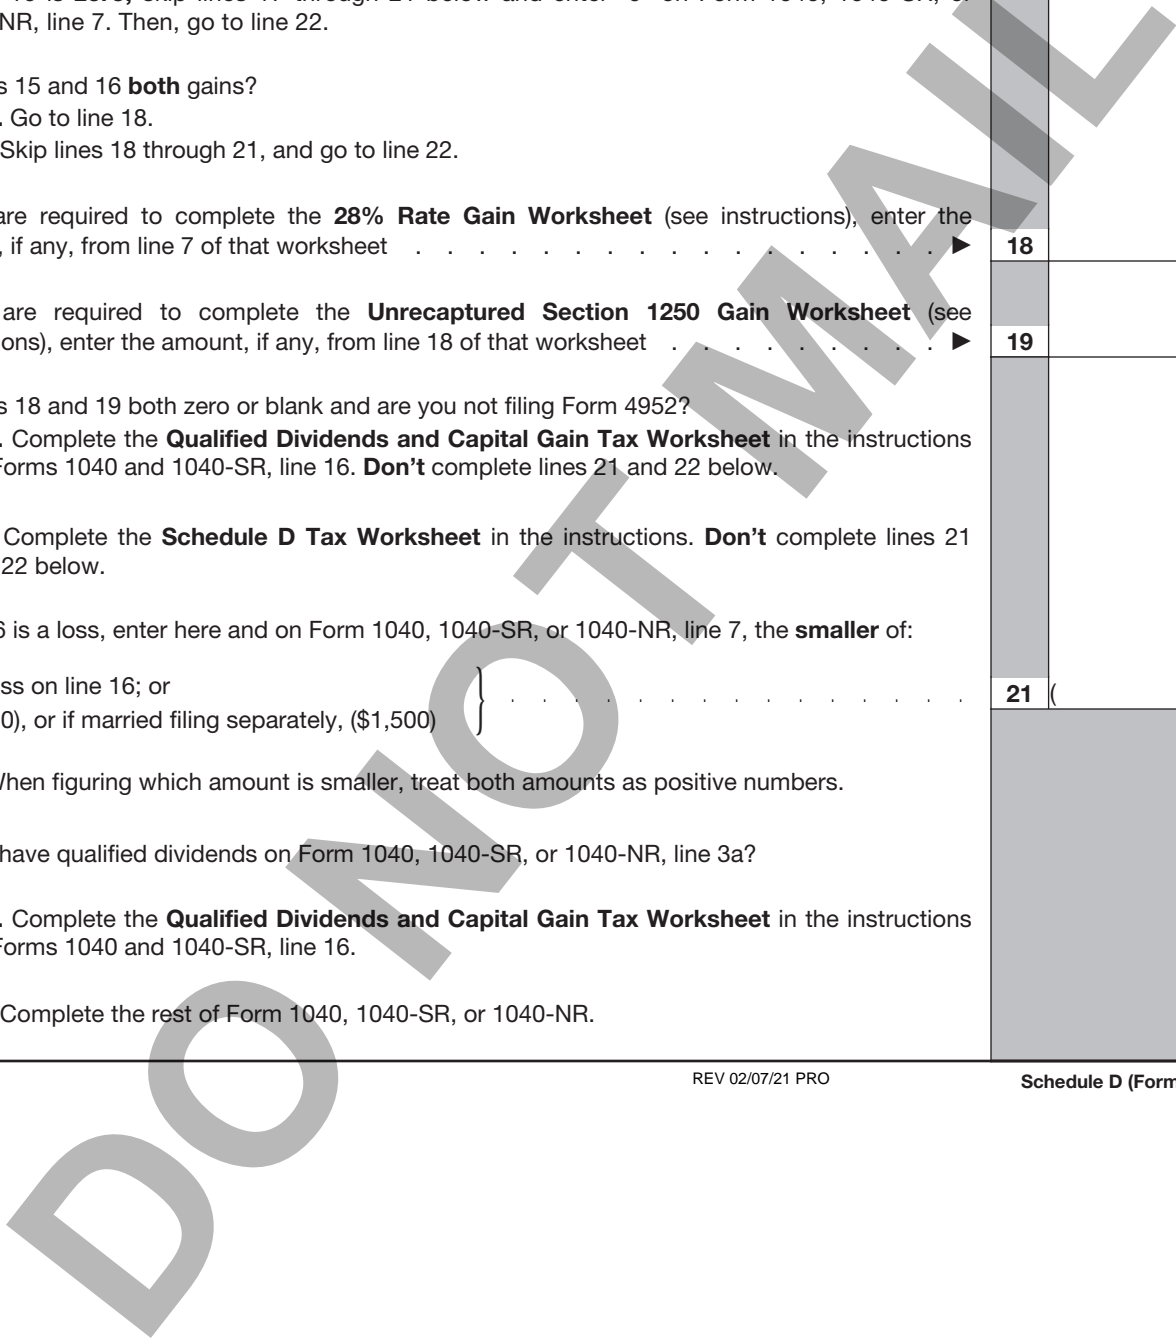 NR, line 7. Then, go to line 22.
s 15 and 16 both gains?
. Go to line 18.
Skip lines 18 through 21, and go to line 22.
are required to complete the 28% Rate Gain Worksheet (see instructions), enter the
, if any, from line 7 of that worksheet . . . . . . . . . . . . . . . . . ▶ 18
are required to complete the Unrecaptured Section 1250 Gain Worksheet (see
ons), enter the amount, if any, from line 18 of that worksheet . . . . . . . . . ▶ 19
s 18 and 19 both zero or blank and are you not filing Form 4952?
. Complete the Qualified Dividends and Capital Gain Tax Worksheet in the instructions
Forms 1040 and 1040-SR, line 16. Don't complete lines 21 and 22 below.
Complete the Schedule D Tax Worksheet in the instructions. Don't complete lines 21
22 below.
6 is a loss, enter here and on Form 1040, 1040-SR, or 1040-NR, line 7, the smaller of:
ss on line 16; or
0), or if married filing separately, ($1,500) } . . . . . . . . . . . . . . . 21 (
When figuring which amount is smaller, treat both amounts as positive numbers.
have qualified dividends on Form 1040, 1040-SR, or 1040-NR, line 3a?
. Complete the Qualified Dividends and Capital Gain Tax Worksheet in the instructions
Forms 1040 and 1040-SR, line 16.
Complete the rest of Form 1040, 1040-SR, or 1040-NR.
REV 02/07/21 PRO Schedule D (Form
DO NOT MAIL